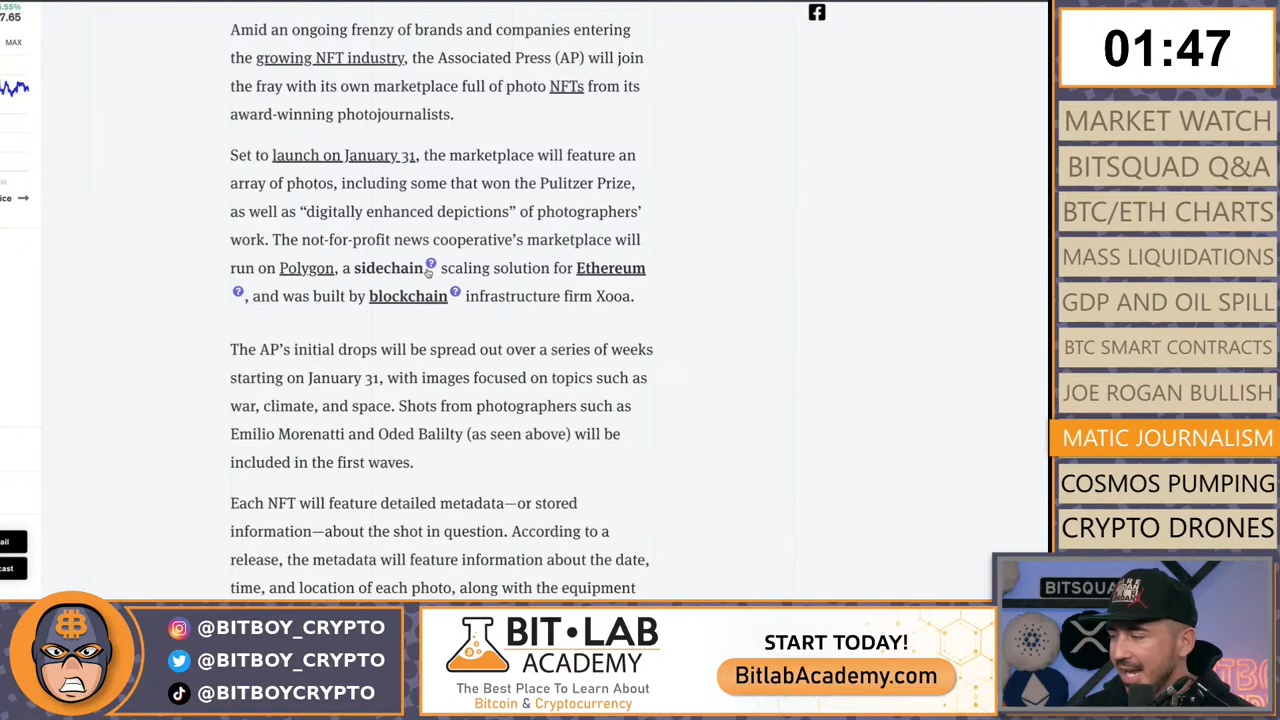 5.55%
7.65
MAX
ice →
ail
cast
Amid an ongoing frenzy of brands and companies entering
the growing NFT industry, the Associated Press (AP) will join
the fray with its own marketplace full of photo NFTs from its
award-winning photojournalists.
Set to launch on January 31, the marketplace will feature an
array of photos, including some that won the Pulitzer Prize,
as well as “digitally enhanced depictions” of photographers’
work. The not-for-profit news cooperative’s marketplace will
run on Polygon, a sidechain? scaling solution for Ethereum
?, and was built by blockchain? infrastructure firm Xooa.
The AP’s initial drops will be spread out over a series of weeks
starting on January 31, with images focused on topics such as
war, climate, and space. Shots from photographers such as
Emilio Morenatti and Oded Balilty (as seen above) will be
included in the first waves.
Each NFT will feature detailed metadata—or stored
information—about the shot in question. According to a
release, the metadata will feature information about the date,
time, and location of each photo, along with the equipment
01:47
MARKET WATCH
BITSQUAD Q&A
BTC/ETH CHARTS
MASS LIQUIDATIONS
GDP AND OIL SPILL
BTC SMART CONTRACTS
JOE ROGAN BULLISH
MATIC JOURNALISM
COSMOS PUMPING
CRYPTO DRONES
BITSQUA
@BITBOY_CRYPTO
@BITBOY_CRYPTO
@BITBOYCRYPTO
BIT•LAB
ACADEMY
The Best Place To Learn About
Bitcoin & Cryptocurrency
START TODAY!
BitlabAcademy.com